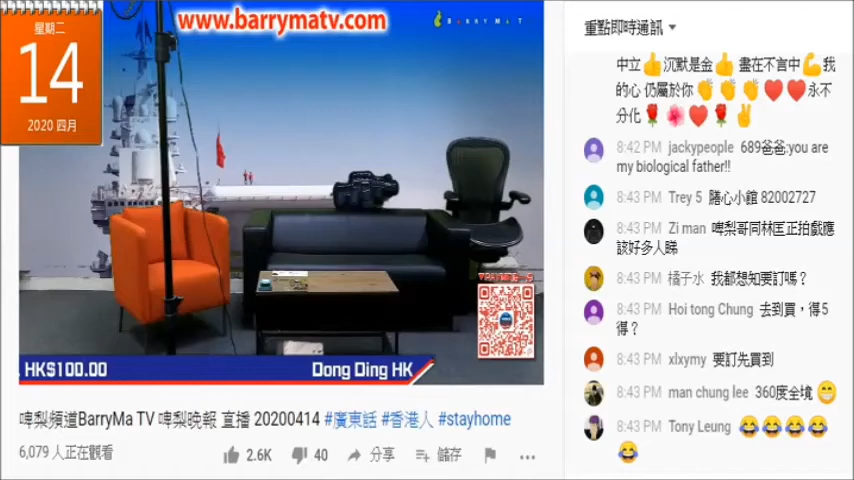 www.barrymatv.com
BARRY MAT
星期二
14
2020 四月
HK$100.00
Dong Ding HK
啤梨頻道BarryMa TV 啤梨晚報 直播 20200414 #廣東話 #香港人 #stayhome
6,079 人正在觀看
2.6K
40
分享
儲存
重點即時通訊
中立👍沉默是金👍 盡在不言中💪我
的心 仍屬於你👏👏👏❤️❤️永不
分化🌹🌸❤️🌹✌️
8:42 PM jackypeople 689爸爸:you are
my biological father!!
8:43 PM Trey 5 賸心小館 82002727
8:43 PM Zi man 啤梨哥同林匡正拍戲應
該好多人睇
8:43 PM 橘子水 我都想知要訂嗎？
8:43 PM Hoi tong Chung 去到買，得5
得？
8:43 PM xlxymy 要訂先買到
8:43 PM man chung lee 360度全境😁
8:43 PM Tony Leung 😂😂😂😂
😂